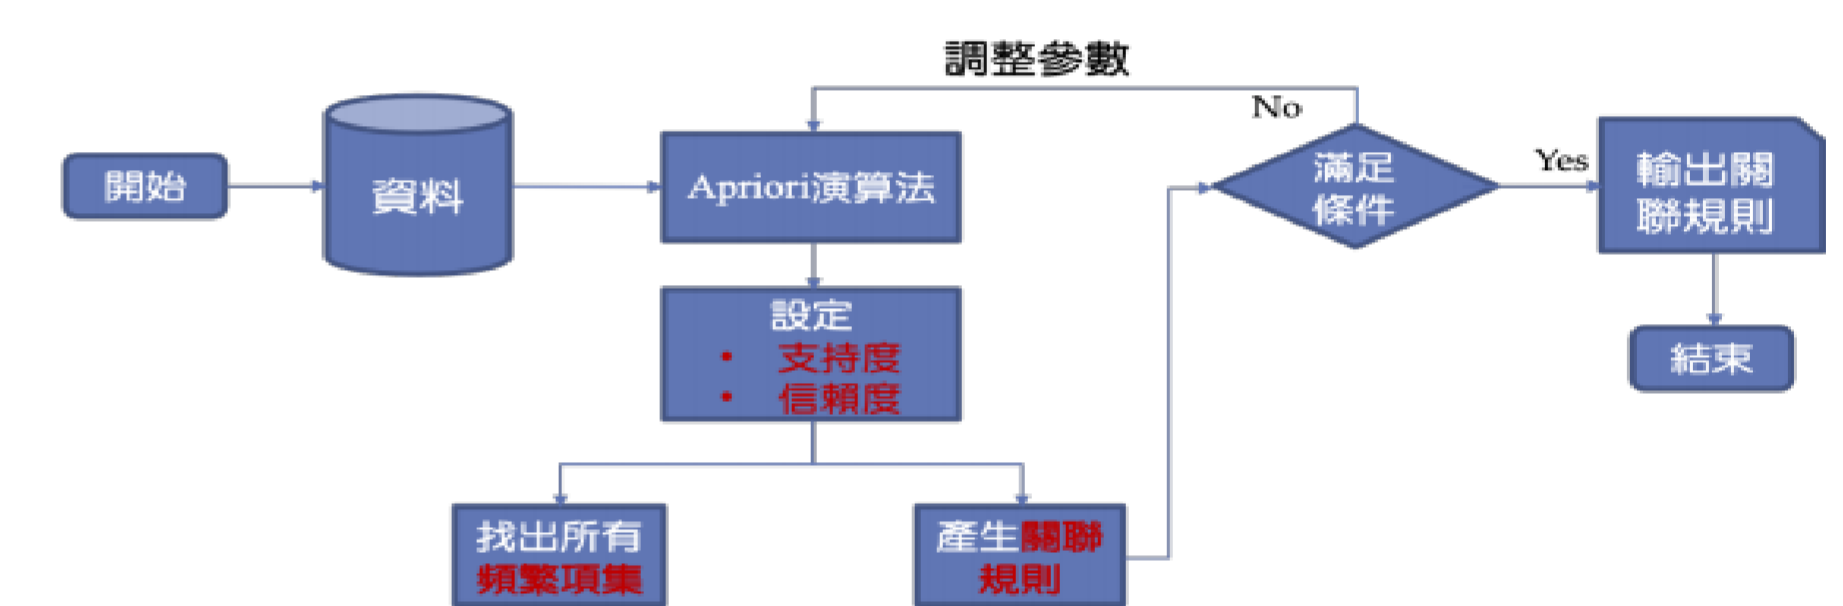 調整參數
No
開始
資料
Apriori演算法
滿足
條件
Yes
輸出關
聯規則
設定
• 支持度
• 信賴度
結束
找出所有
頻繁項集
產生關聯
規則